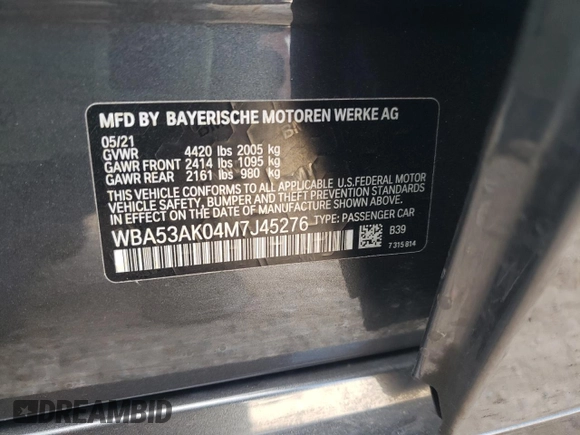 MFD BY BAYERISCHE MOTOREN WERKE AG
05/21
GVWR 4420 lbs 2005 kg
GAWR FRONT 2414 lbs 1095 kg
GAWR REAR 2161 lbs 980 kg
THIS VEHICLE CONFORMS TO ALL APPLICABLE U.S.FEDERAL MOTOR
VEHICLE SAFETY, BUMPER, AND THEFT PREVENTION STANDARDS
IN EFFECT ON THE DATE OF MANUFACTURE SHOWN ABOVE.
WBA53AK04M7J45276 TYPE: PASSENGER CAR
B39
7 315 814
DREAMBID